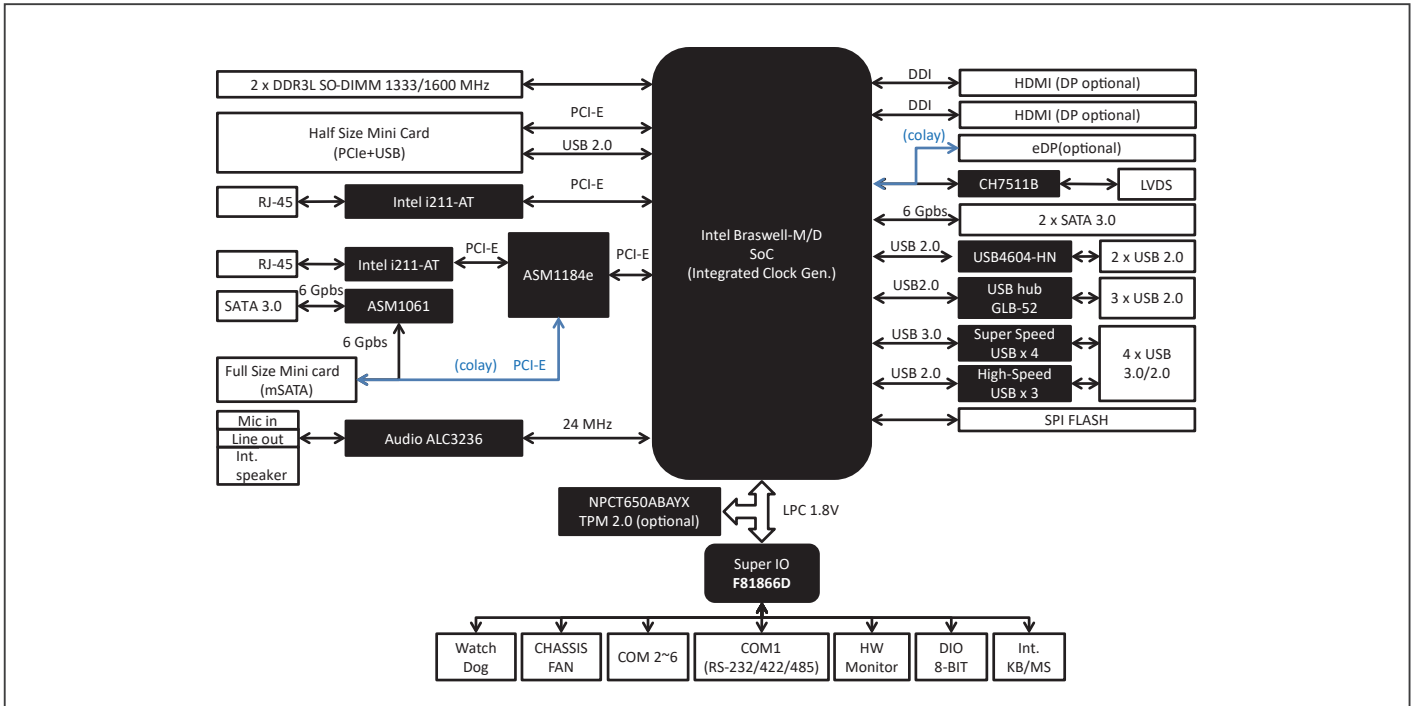 2 x DDR3L SO-DIMM 1333/1600 MHz
Half Size Mini Card
(PCIe+USB)
PCI-E
USB 2.0
RJ-45
Intel i211-AT
PCI-E
RJ-45
Intel i211-AT
PCI-E
ASM1184e
PCI-E
SATA 3.0
6 Gpbs
ASM1061
6 Gpbs
Full Size Mini card
(mSATA)
(colay)
PCI-E
Mic in
Line out
Int.
speaker
Audio ALC3236
24 MHz
Intel Braswell-M/D
SoC
(Integrated Clock Gen.)
DDI
HDMI (DP optional)
DDI
HDMI (DP optional)
(colay)
eDP(optional)
CH7511B
LVDS
6 Gpbs
2 x SATA 3.0
USB 2.0
USB4604-HN
2 x USB 2.0
USB2.0
USB hub
GLB-52
3 x USB 2.0
USB 3.0
Super Speed
USB x 4
USB 2.0
High-Speed
USB x 3
4 x USB
3.0/2.0
SPI FLASH
NPCT650ABAYX
TPM 2.0 (optional)
LPC 1.8V
Super IO
F81866D
Watch
Dog
CHASSIS
FAN
COM 2~6
COM1
(RS-232/422/485)
HW
Monitor
DIO
8-BIT
Int.
KB/MS